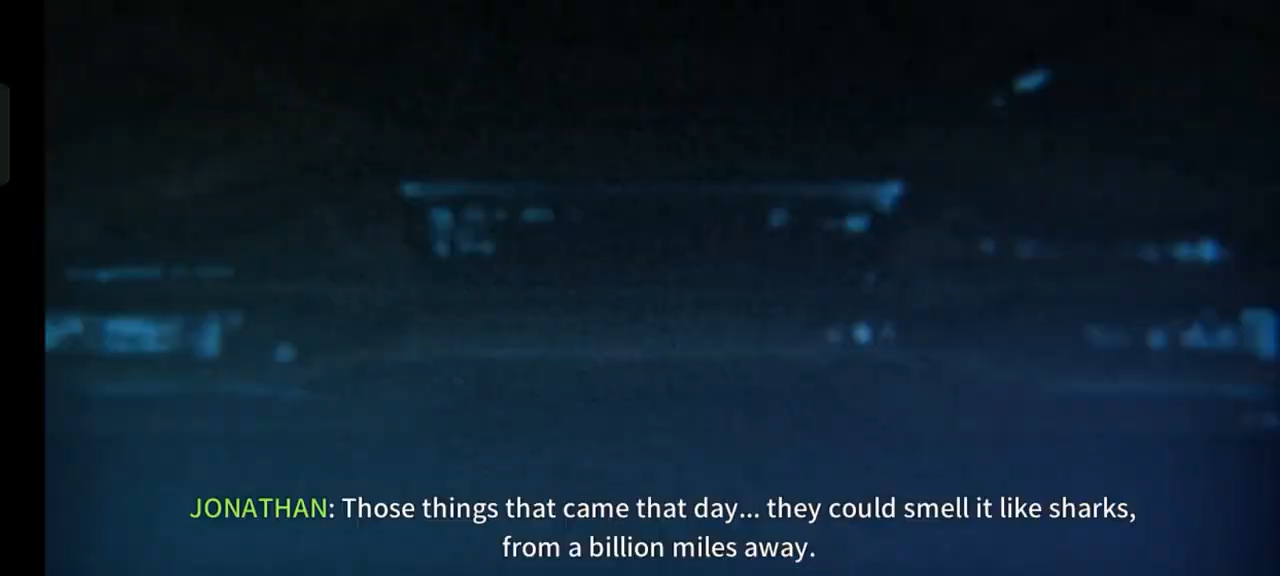 JONATHAN: Those things that came that day... they could smell it like sharks,
from a billion miles away.